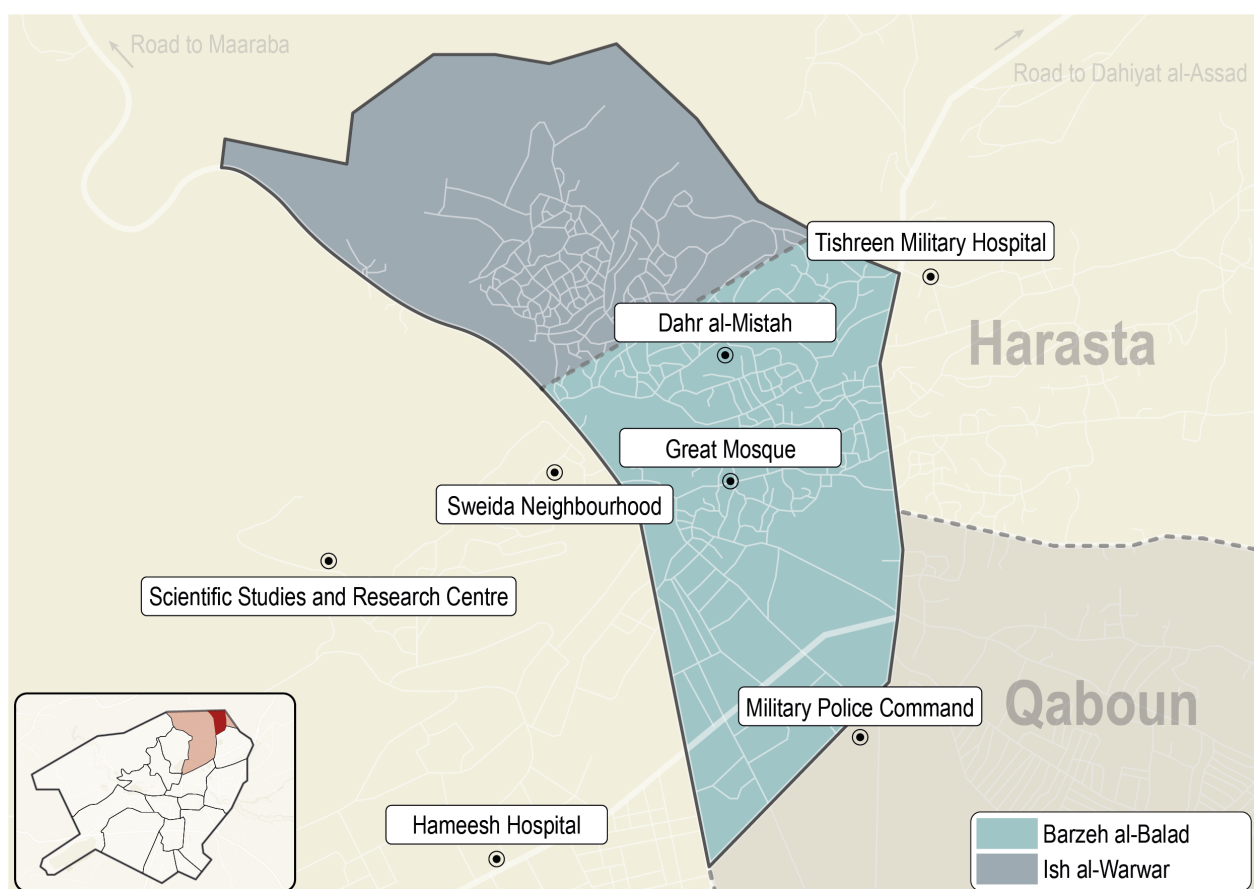 Road to Maaraba
Road to Dahiyat al-Assad
Tishreen Military Hospital
Dahr al-Mistah
Harasta
Great Mosque
Sweida Neighbourhood
Scientific Studies and Research Centre
Qaboun
Military Police Command
Hameesh Hospital
Barzeh al-Balad
Ish al-Warwar